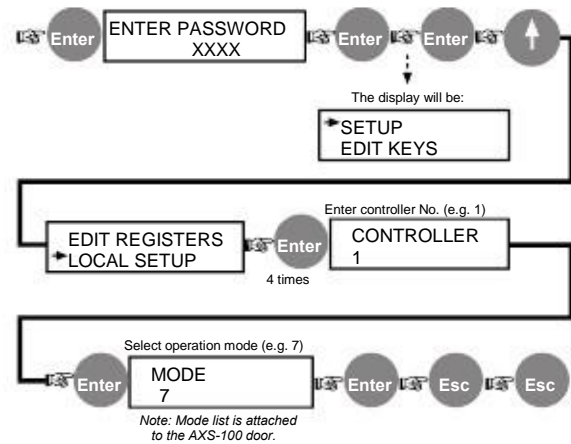 Enter
ENTER PASSWORD
XXXX
Enter
Enter
The display will be:
SETUP
EDIT KEYS
EDIT REGISTERS
LOCAL SETUP
Enter
4 times
Enter controller No. (e.g. 1)
CONTROLLER
1
Enter
Select operation mode (e.g. 7)
MODE
7
Note: Mode list is attached
to the AXS-100 door.
Enter
Esc
Esc